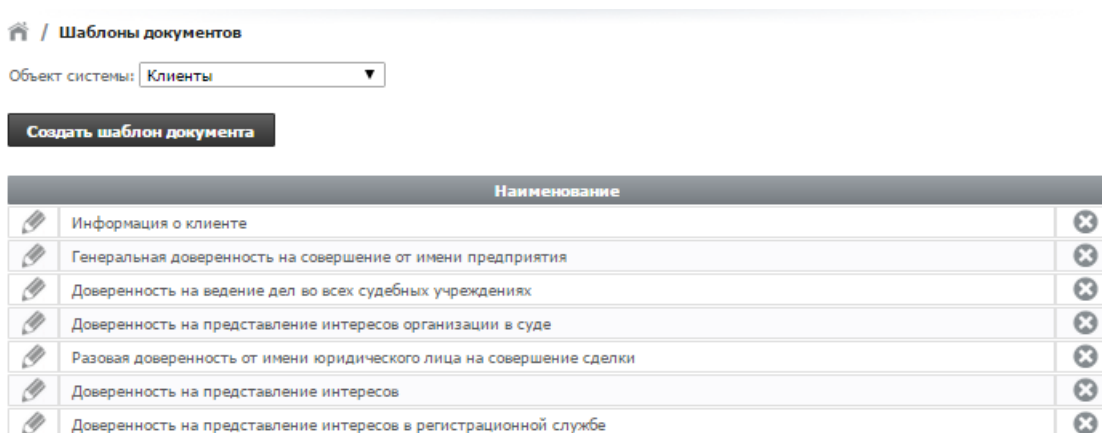 / Шаблоны документов
Объект системы: Клиенты
Создать шаблон документа
Наименование
Информация о клиенте
Генеральная доверенность на совершение от имени предприятия
Доверенность на ведение дел во всех судебных учреждениях
Доверенность на представление интересов организации в суде
Разовая доверенность от имени юридического лица на совершение сделки
Доверенность на представление интересов
Доверенность на представление интересов в регистрационной службе